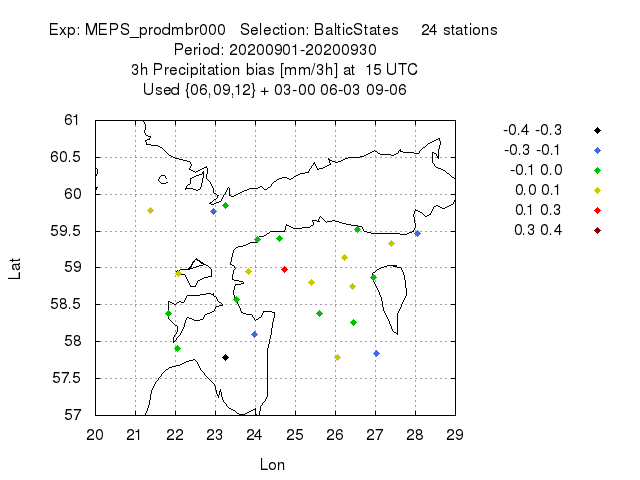 Exp: MEPS_prodmbr000   Selection: BalticStates     24 stations
Period: 20200901-20200930
3h Precipitation bias [mm/3h] at  15 UTC
Used {06,09,12} + 03-00 06-03 09-06
61
60.5
60
59.5
59
58.5
58
57.5
57
Lat
20 21 22 23 24 25 26 27 28 29
Lon
-0.4 -0.3
-0.3 -0.1
-0.1 0.0
0.0 0.1
0.1 0.3
0.3 0.4